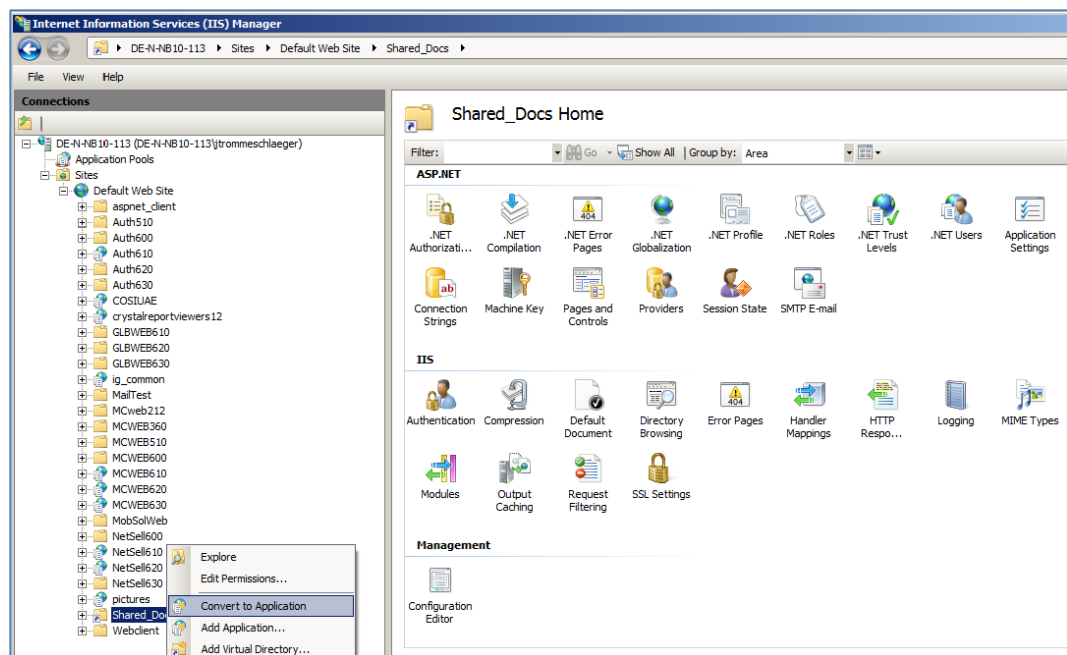 Internet Information Services (IIS) Manager
DE-N-NB10-113 Sites Default Web Site Shared_Docs
File View Help
Connections
DE-N-NB10-113 (DE-N-NB10-113\jtrommeschlaeger)
Application Pools
Sites
Default Web Site
aspnet_client
Auth510
Auth600
Auth610
Auth620
Auth630
COSIUAE
crystalreportviewers12
GLBWEB610
GLBWEB620
GLBWEB630
ig_common
MailTest
MCweb212
MCWEB360
MCWEB510
MCWEB600
MCWEB610
MCWEB620
MCWEB630
MobSolWeb
NetSell600
NetSell610
NetSell620
NetSell630
pictures
Shared_Do
Webclient
Explore
Edit Permissions...
Convert to Application
Add Application...
Add Virtual Directory...
Shared_Docs Home
Filter: Go Show All Group by: Area
ASP.NET
.NET Authorizati...
.NET Compilation
.NET Error Pages
.NET Globalization
.NET Profile
.NET Roles
.NET Trust Levels
.NET Users
Application Settings
Connection Strings
Machine Key
Pages and Controls
Providers
Session State
SMTP E-mail
IIS
Authentication
Compression
Default Document
Directory Browsing
Error Pages
Handler Mappings
HTTP Respo...
Logging
MIME Types
Modules
Output Caching
Request Filtering
SSL Settings
Management
Configuration Editor